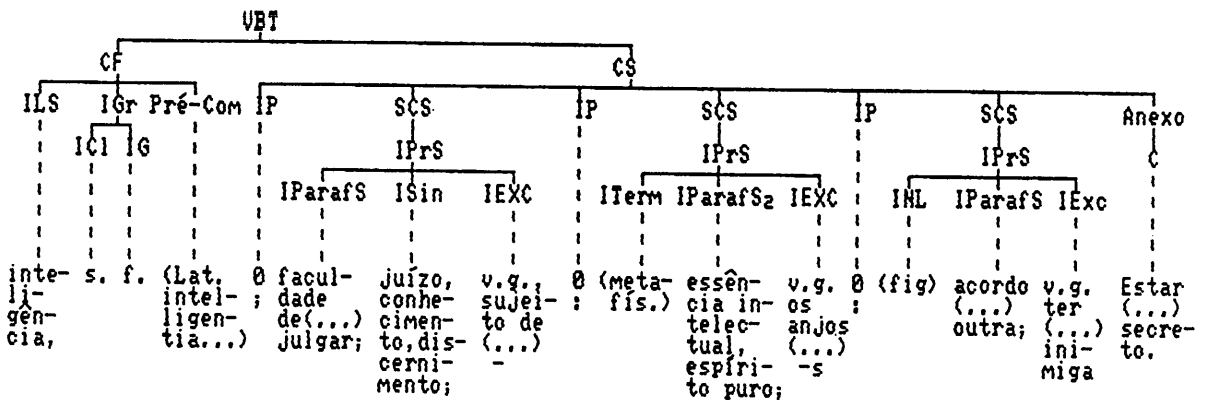 VBT
CF CS
ILS IGr Pré-Com IP SCS IP SCS IP SCS Anexo
ICl IG IPrS IPrS IPrS C
IParafS ISin IEXC ITerm IParafS2 IEXC INL IParafS IExc
inte- s. f. (Lat. 0 facul- juízo, v.g., 0 (meta- essên- v.g. 0 (fig) acordo v.g. Estar
li- intel- ; dade conhe- sujei- : fís.) cia in- os : (...) ter (...)
gên- ligen- de(...) cimen- to de telec- anjos outra; (...) secre-
cia, tia...) julgar; to,dis- (...) tual, (...) ini- to.
cerni- - espíri- -s miga
mento; to puro;